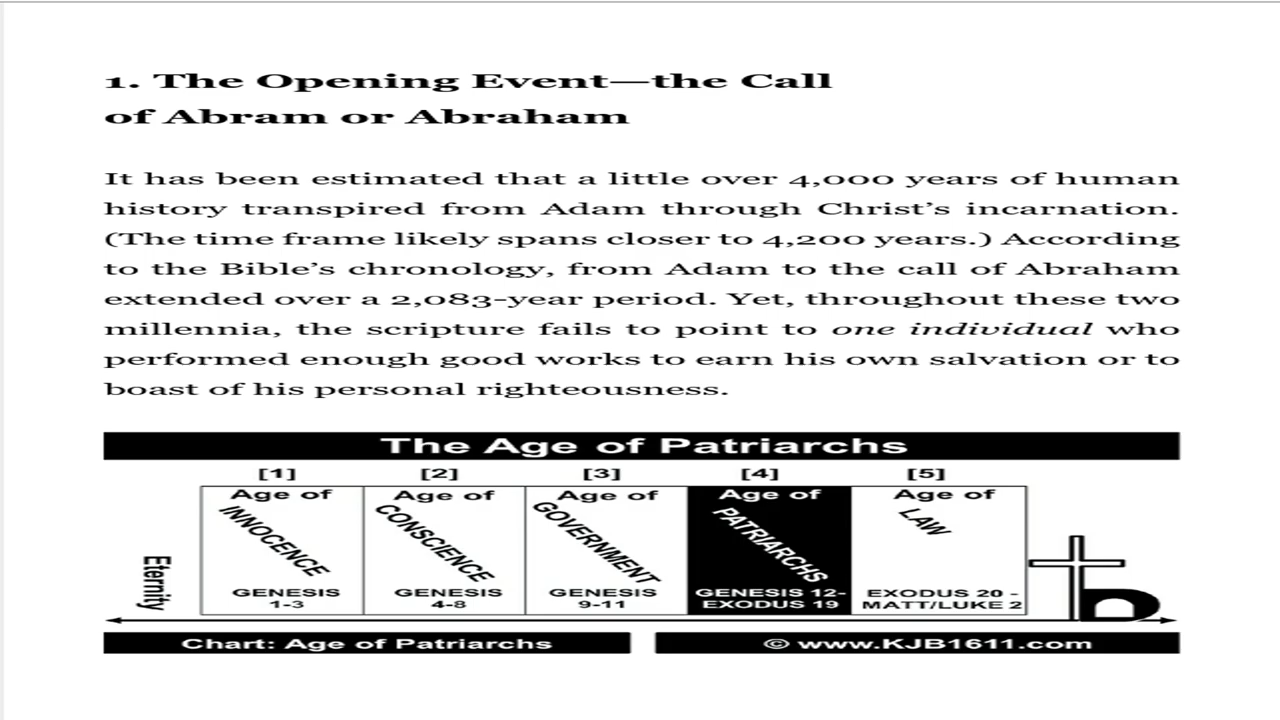 1. The Opening Event—the Call
of Abram or Abraham
It has been estimated that a little over 4,000 years of human
history transpired from Adam through Christ's incarnation.
(The time frame likely spans closer to 4,200 years.) According
to the Bible's chronology, from Adam to the call of Abraham
extended over a 2,083-year period. Yet, throughout these two
millennia, the scripture fails to point to one individual who
performed enough good works to earn his own salvation or to
boast of his personal righteousness.
The Age of Patriarchs
[1] [2] [3] [4] [5]
Eternity
Age of
INNOCENCE
GENESIS
1-3
Age of
CONSCIENCE
GENESIS
4-8
Age of
GOVERNMENT
GENESIS
9-11
Age of
PATRIARCHS
GENESIS 12-
EXODUS 19
Age of
LAW
EXODUS 20 -
MATT/LUKE 2
Chart: Age of Patriarchs
© www.KJB1611.com